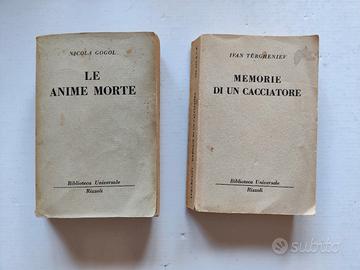 NICOLA GOGOL
LE
ANIME MORTE
Biblioteca Universale
Rizzoli
IVAN TURGHENIEV
MEMORIE
DI UN CACCIATORE
Biblioteca Universale
Rizzoli
subito